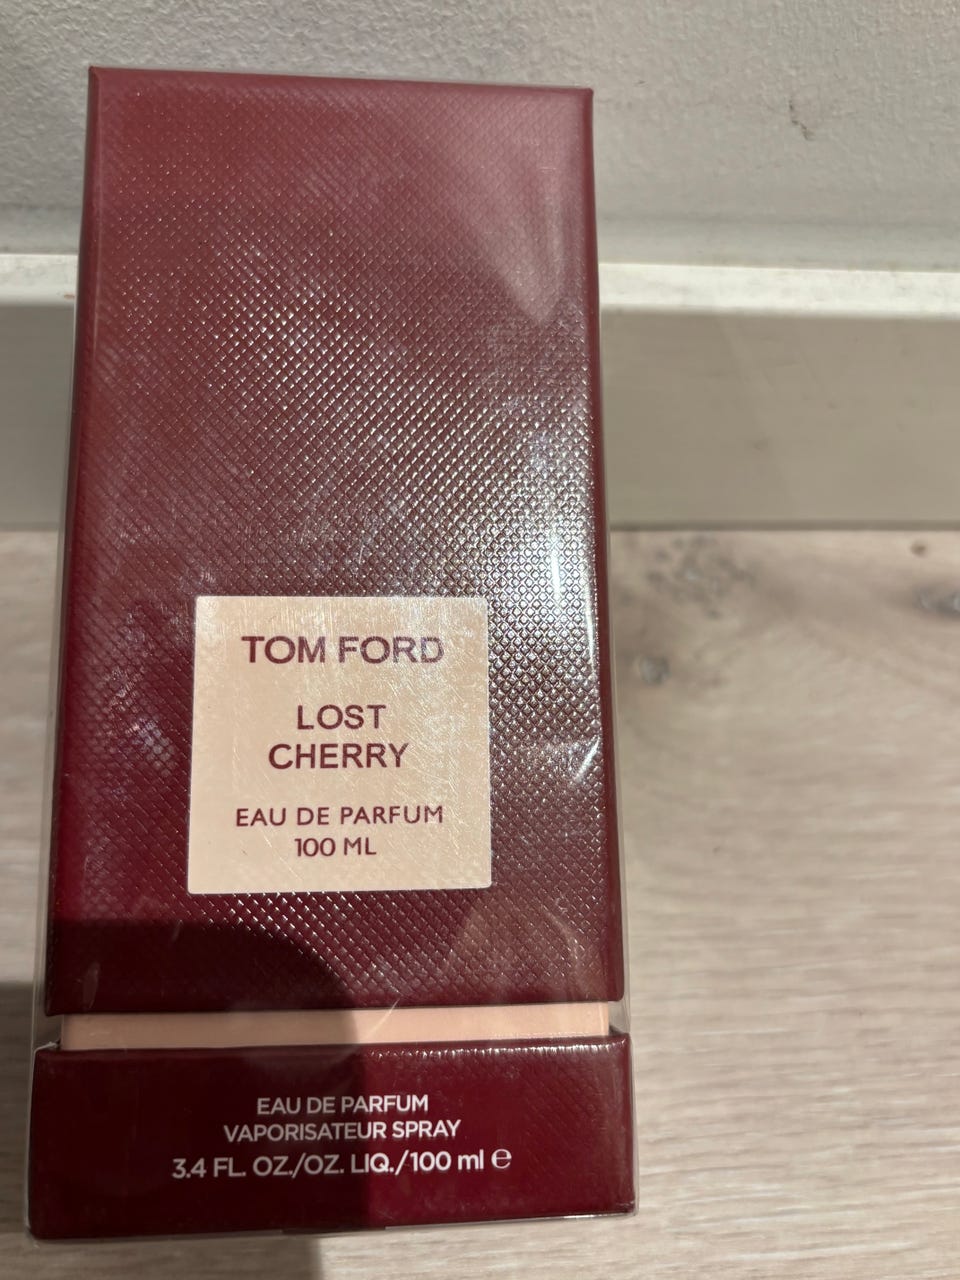 TOM FORD
LOST
CHERRY
EAU DE PARFUM
100 ML
EAU DE PARFUM
VAPORISATEUR SPRAY
3.4 FL. OZ./OZ. LIQ./100 ml ℮